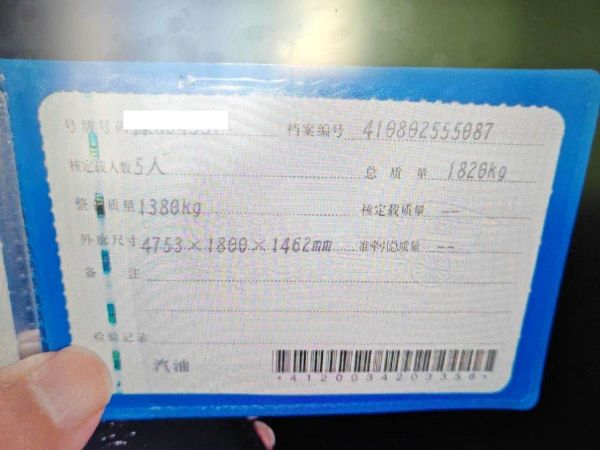 号牌号码 档案编号 410802555087
核定载人数 5人 总质量 1820kg
整备质量 1380kg 核定载质量 --
外廓尺寸 4753×1800×1462mm 准牵引总质量 --
备注
检验记录
汽油
*4120034203356*